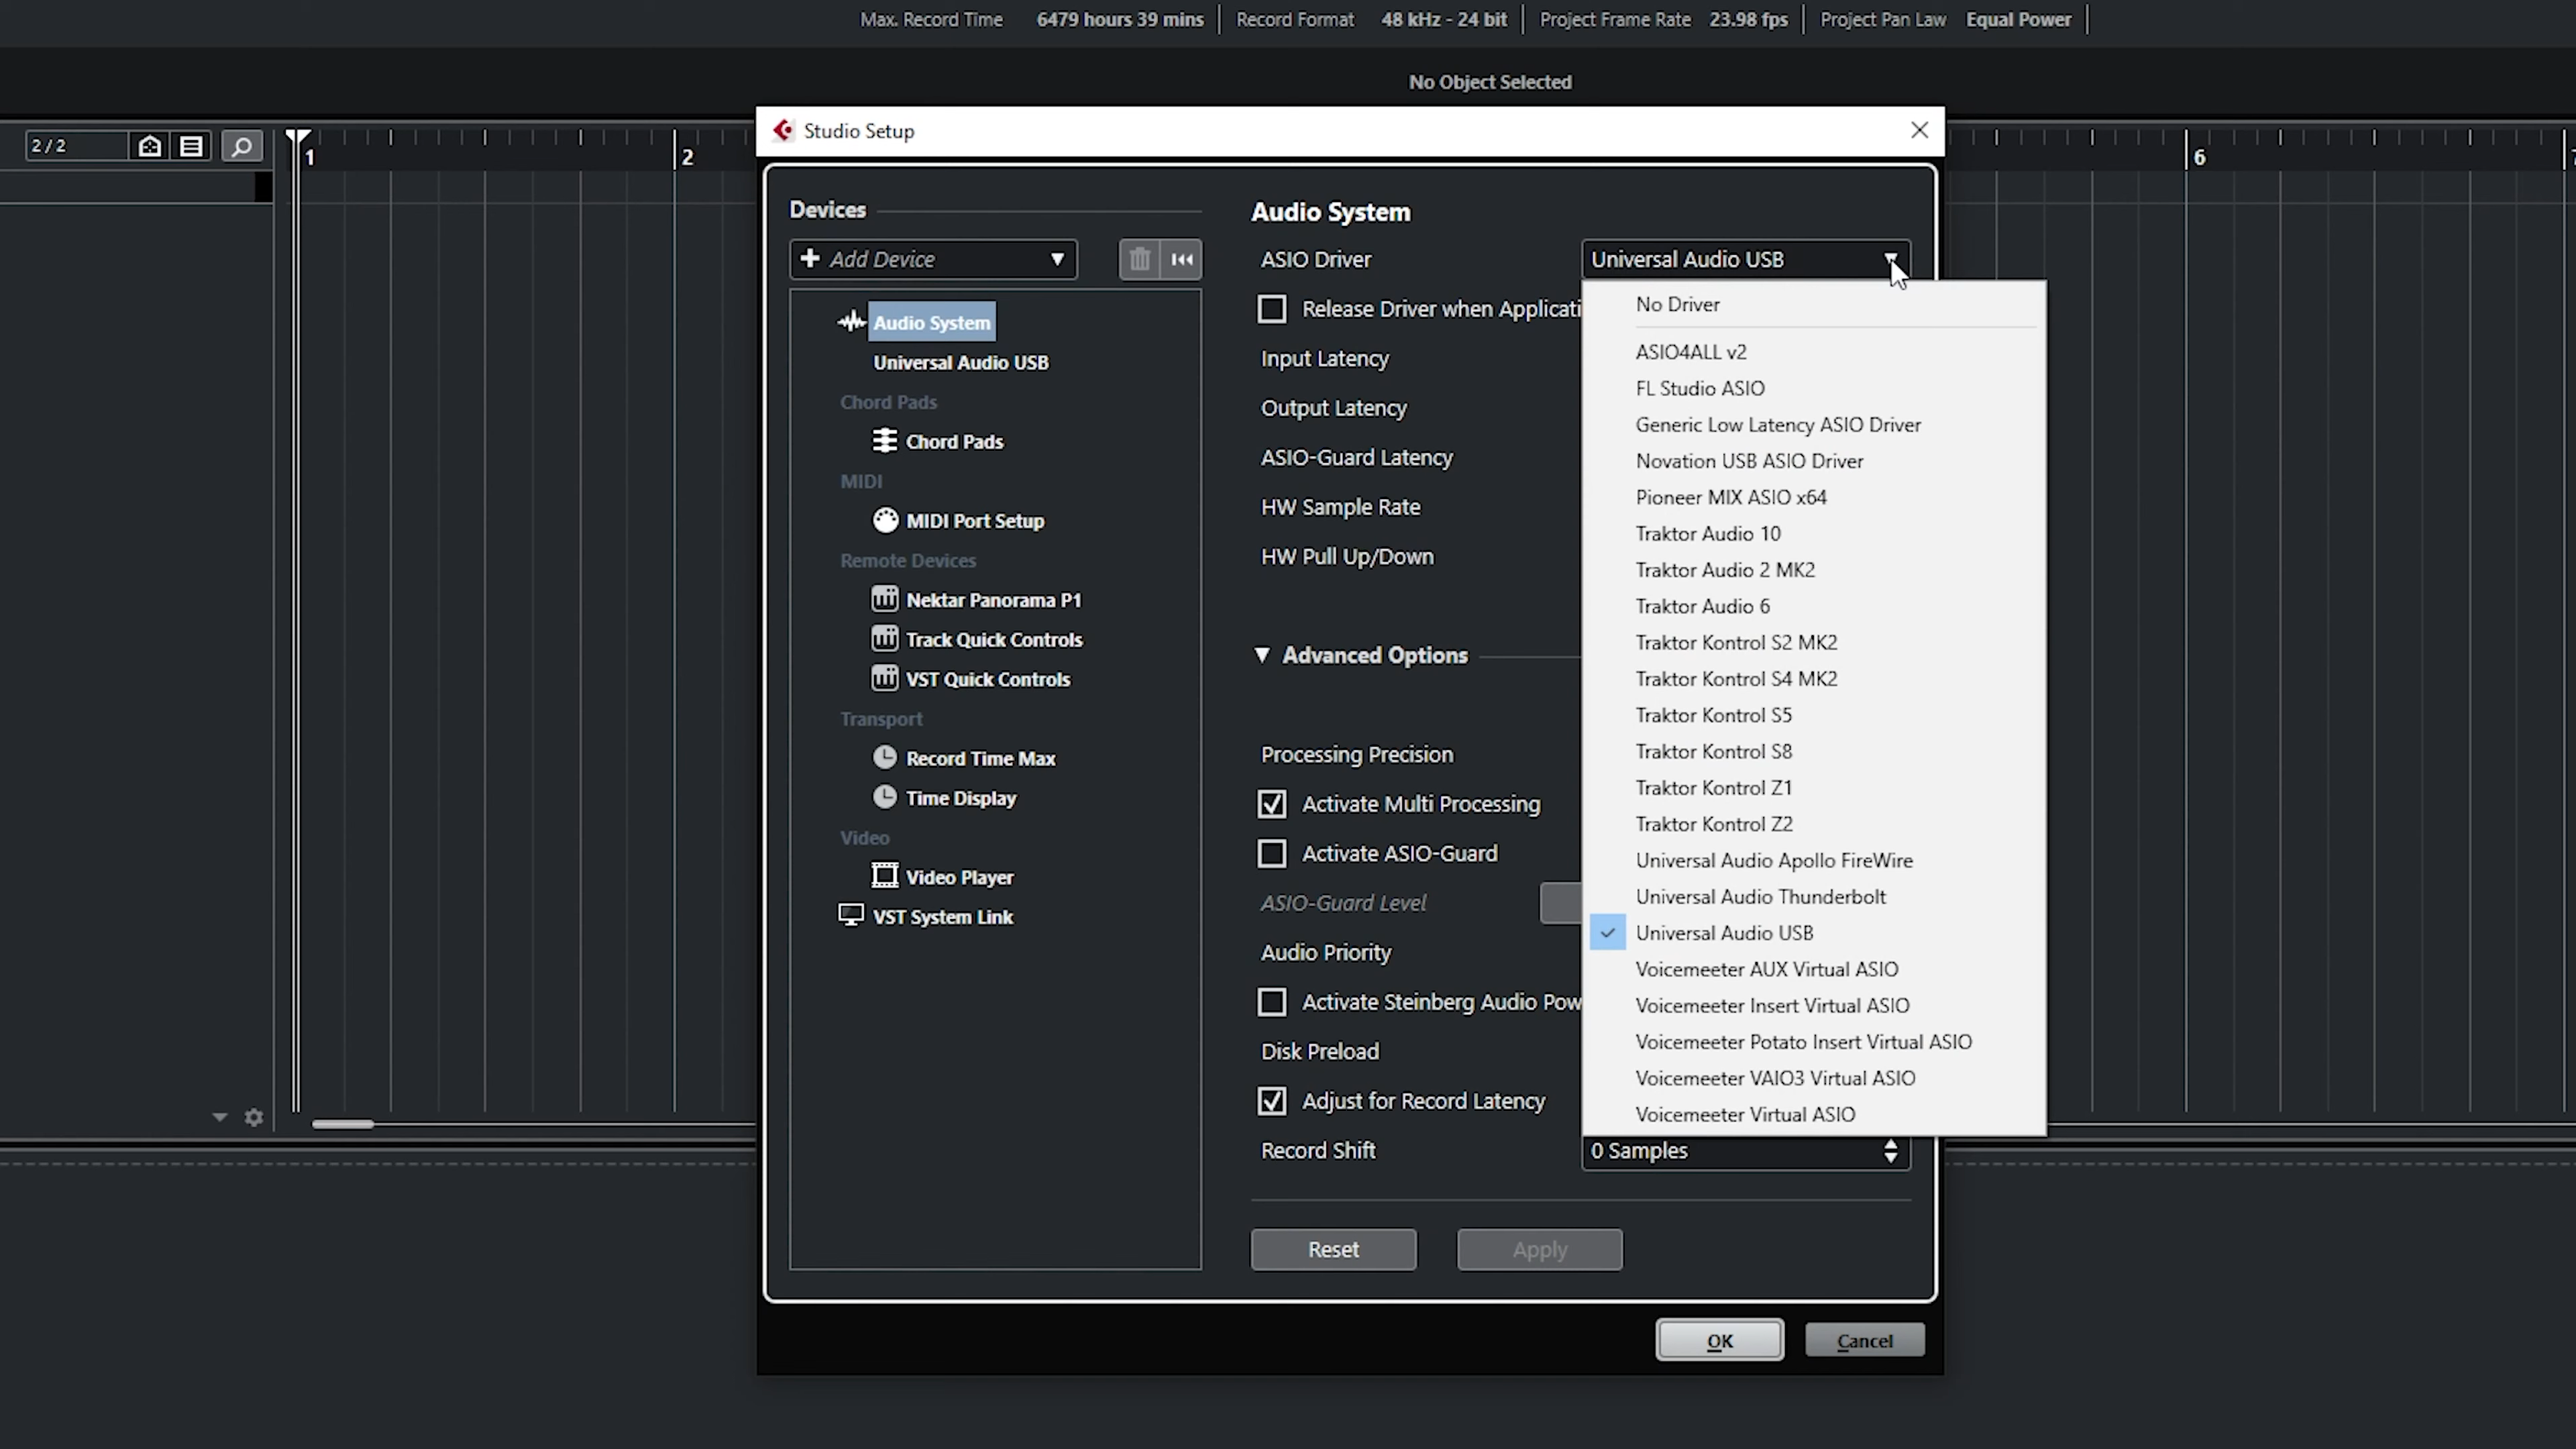 Max. Record Time 6479 hours 39 mins Record Format 48 kHz - 24 bit Project Frame Rate 23.98 fps Project Pan Law Equal Power
No Object Selected
2 / 2
1
2
6
Studio Setup
Devices
Add Device
Audio System
Universal Audio USB
Chord Pads
Chord Pads
MIDI
MIDI Port Setup
Remote Devices
Nektar Panorama P1
Track Quick Controls
VST Quick Controls
Transport
Record Time Max
Time Display
Video
Video Player
VST System Link
Audio System
ASIO Driver
Universal Audio USB
Release Driver when Applicati
Input Latency
Output Latency
ASIO-Guard Latency
HW Sample Rate
HW Pull Up/Down
Advanced Options
Processing Precision
Activate Multi Processing
Activate ASIO-Guard
ASIO-Guard Level
Audio Priority
Activate Steinberg Audio Pow
Disk Preload
Adjust for Record Latency
Record Shift
0 Samples
No Driver
ASIO4ALL v2
FL Studio ASIO
Generic Low Latency ASIO Driver
Novation USB ASIO Driver
Pioneer MIX ASIO x64
Traktor Audio 10
Traktor Audio 2 MK2
Traktor Audio 6
Traktor Kontrol S2 MK2
Traktor Kontrol S4 MK2
Traktor Kontrol S5
Traktor Kontrol S8
Traktor Kontrol Z1
Traktor Kontrol Z2
Universal Audio Apollo FireWire
Universal Audio Thunderbolt
Universal Audio USB
Voicemeeter AUX Virtual ASIO
Voicemeeter Insert Virtual ASIO
Voicemeeter Potato Insert Virtual ASIO
Voicemeeter VAIO3 Virtual ASIO
Voicemeeter Virtual ASIO
Reset
Apply
OK
Cancel